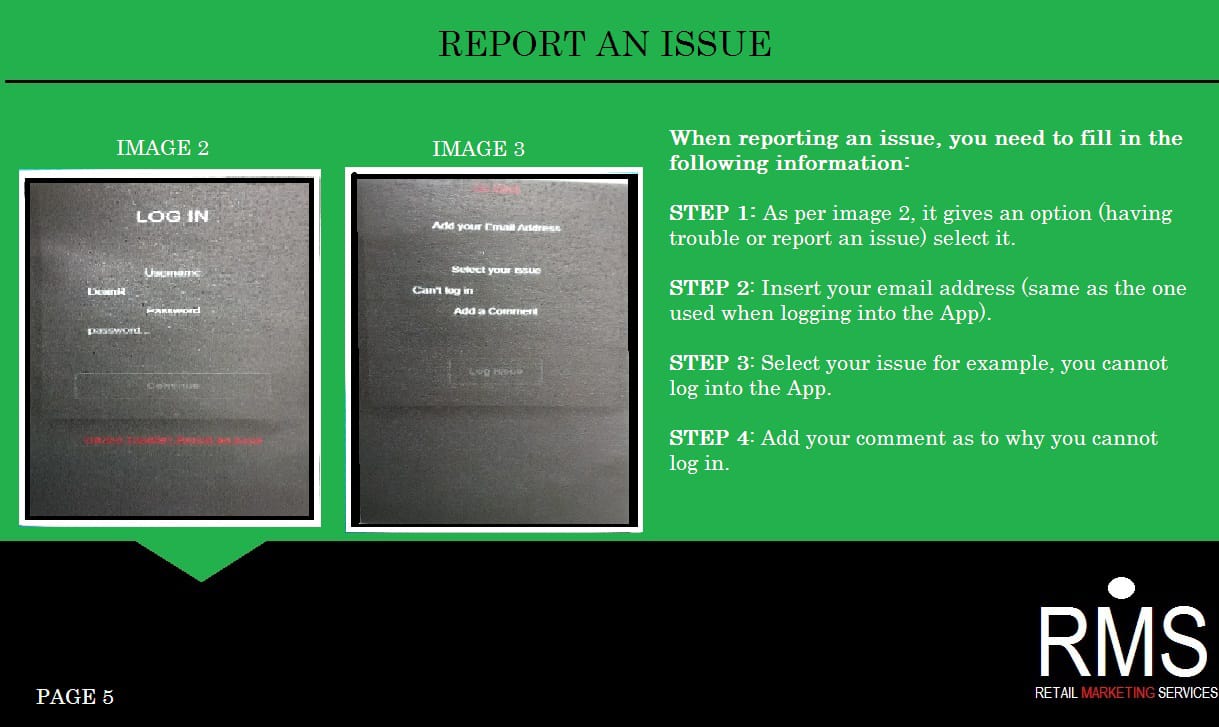 REPORT AN ISSUE
IMAGE 2
LOG IN
Username
Password
password...
Continue
IMAGE 3
Add your Email Address
Select your issue
Can't log in
Add a Comment
Log Issue
When reporting an issue, you need to fill in the
following information:
STEP 1: As per image 2, it gives an option (having
trouble or report an issue) select it.
STEP 2: Insert your email address (same as the one
used when logging into the App).
STEP 3: Select your issue for example, you cannot
log into the App.
STEP 4: Add your comment as to why you cannot
log in.
RMS
RETAIL MARKETING SERVICES
PAGE 5